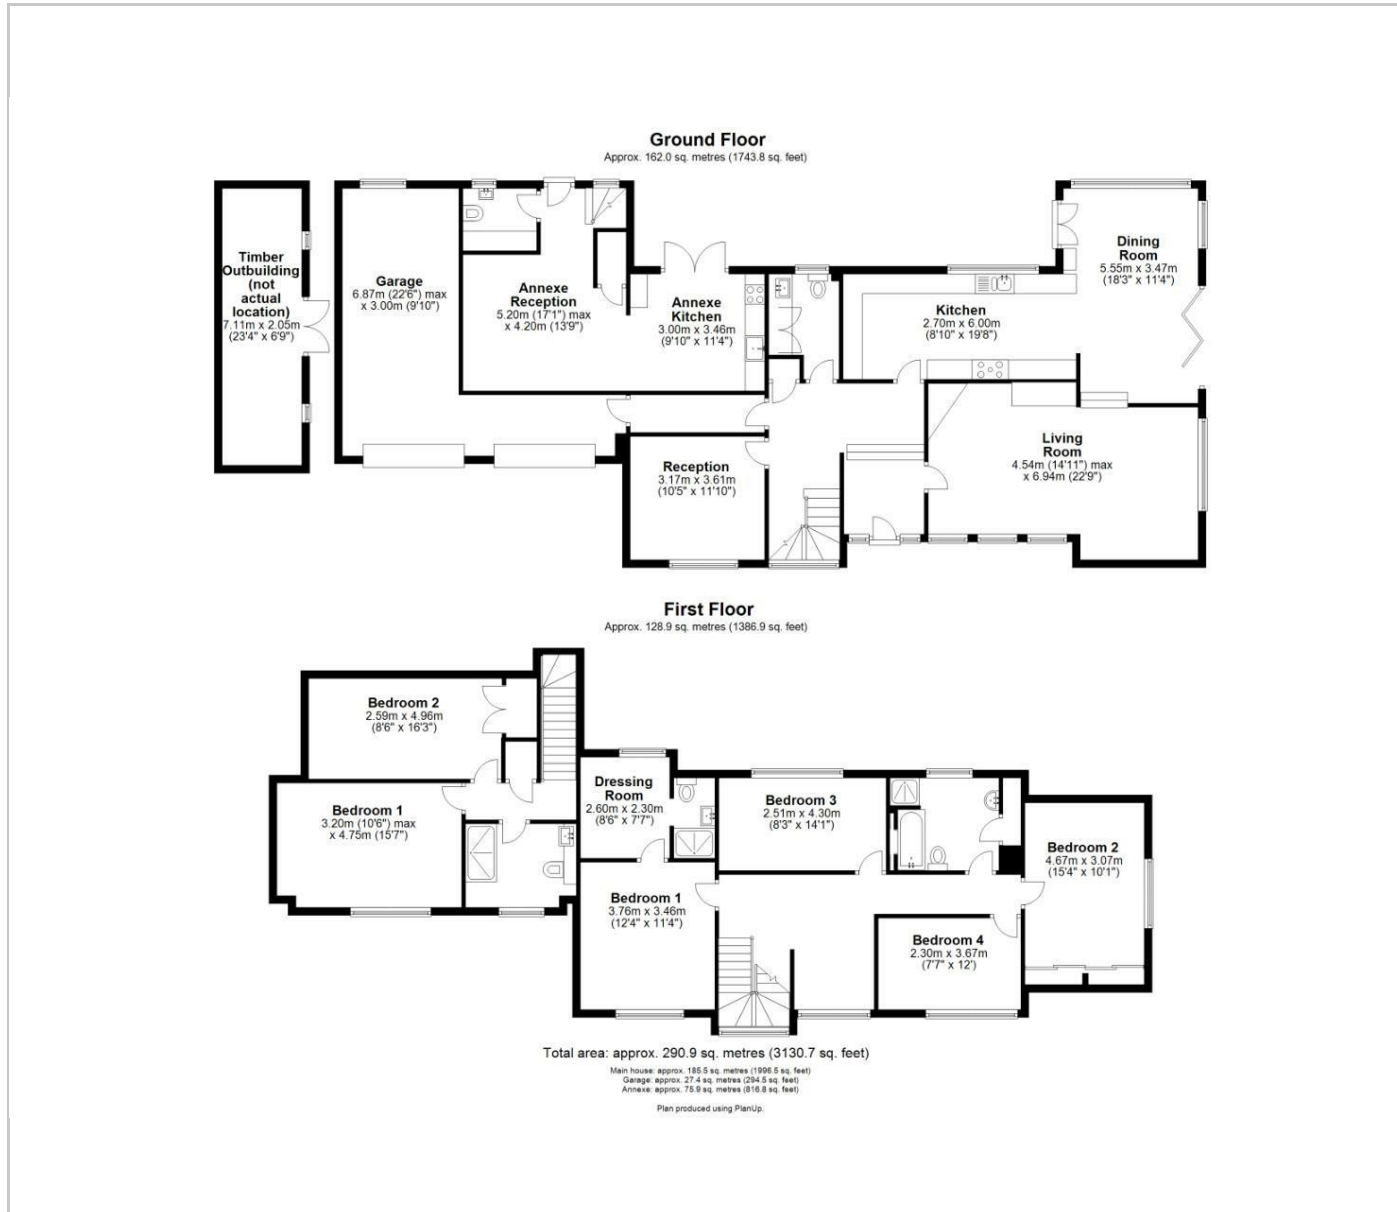 Ground Floor
Approx. 162.0 sq. metres (1743.8 sq. feet)
Timber
Outbuilding
(not
actual
location)
7.11m x 2.05m
(23'4" x 6'9")
Garage
6.87m (22'6") max
x 3.00m (9'10")
Annexe
Reception
5.20m (17'1") max
x 4.20m (13'9")
Annexe
Kitchen
3.00m x 3.46m
(9'10" x 11'4")
Kitchen
2.70m x 6.00m
(8'10" x 19'8")
Dining
Room
5.55m x 3.47m
(18'3" x 11'4")
Reception
3.17m x 3.61m
(10'5" x 11'10")
Living
Room
4.54m (14'11") max
x 6.94m (22'9")
First Floor
Approx. 128.9 sq. metres (1386.9 sq. feet)
Bedroom 2
2.59m x 4.96m
(8'6" x 16'3")
Bedroom 1
3.20m (10'6") max
x 4.75m (15'7")
Dressing
Room
2.60m x 2.30m
(8'6" x 7'7")
Bedroom 1
3.76m x 3.46m
(12'4" x 11'4")
Bedroom 3
2.51m x 4.30m
(8'3" x 14'1")
Bedroom 2
4.67m x 3.07m
(15'4" x 10'1")
Bedroom 4
2.30m x 3.67m
(7'7" x 12')
Total area: approx. 290.9 sq. metres (3130.7 sq. feet)
Main house: approx. 185.5 sq. metres (1996.5 sq. feet)
Garage: approx. 27.4 sq. metres (294.5 sq. feet)
Annexe: approx. 75.9 sq. metres (816.8 sq. feet)
Plan produced using PlanUp.